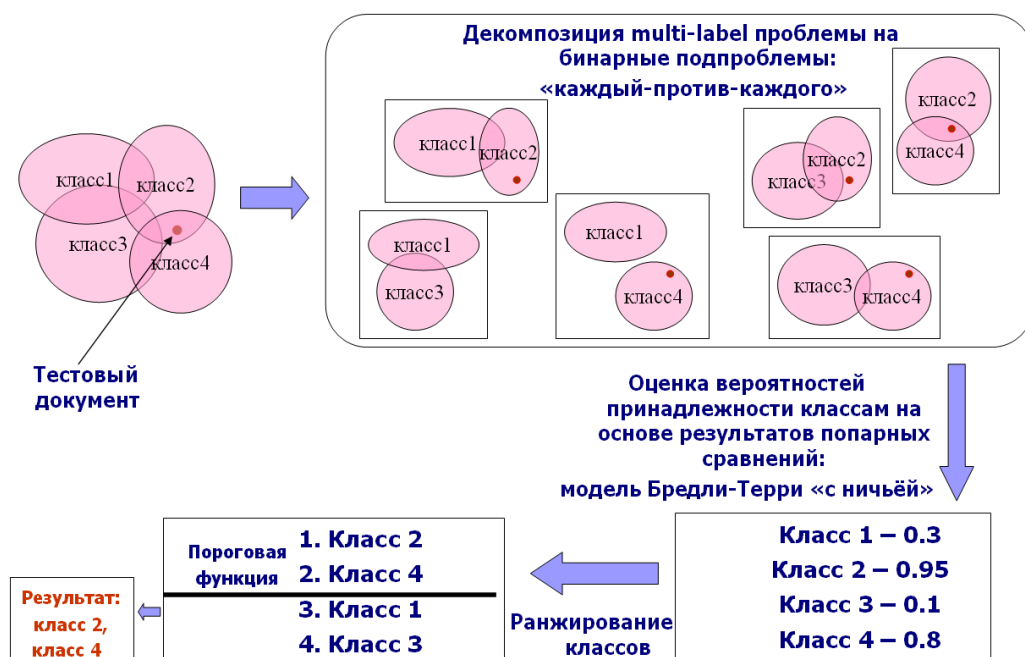 Декомпозиция multi-label проблемы на
бинарные подпроблемы:
«каждый-против-каждого»
класс1
класс2
класс3
класс4
Тестовый
документ
класс1
класс2
класс3
класс2
класс2
класс4
класс1
класс3
класс1
класс4
класс3
класс4
Оценка вероятностей
принадлежности классам на
основе результатов попарных
сравнений:
модель Бредли-Терри «с ничьёй»
Класс 1 – 0.3
Класс 2 – 0.95
Класс 3 – 0.1
Класс 4 – 0.8
Ранжирование
классов
Пороговая
функция
1. Класс 2
2. Класс 4
3. Класс 1
4. Класс 3
Результат:
класс 2,
класс 4